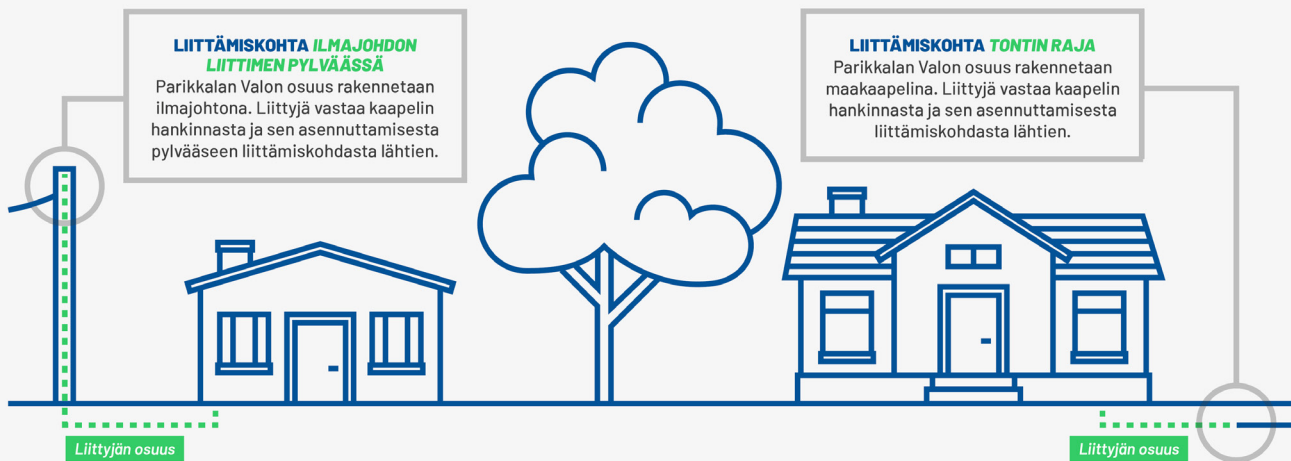 LIITTÄMISKOHTA ILMAJOHDON
LIITTIMEN PYLVÄÄSSÄ
Parikkalan Valon osuus rakennetaan
ilmajohtona. Liittyjä vastaa kaapelin
hankinnasta ja sen asennuttamisesta
pylvääseen liittämiskohdasta lähtien.
LIITTÄMISKOHTA TONTIN RAJA
Parikkalan Valon osuus rakennetaan
maakaapelina. Liittyjä vastaa kaapelin
hankinnasta ja sen asennuttamisesta
liittämiskohdasta lähtien.
Liittyjän osuus
Liittyjän osuus